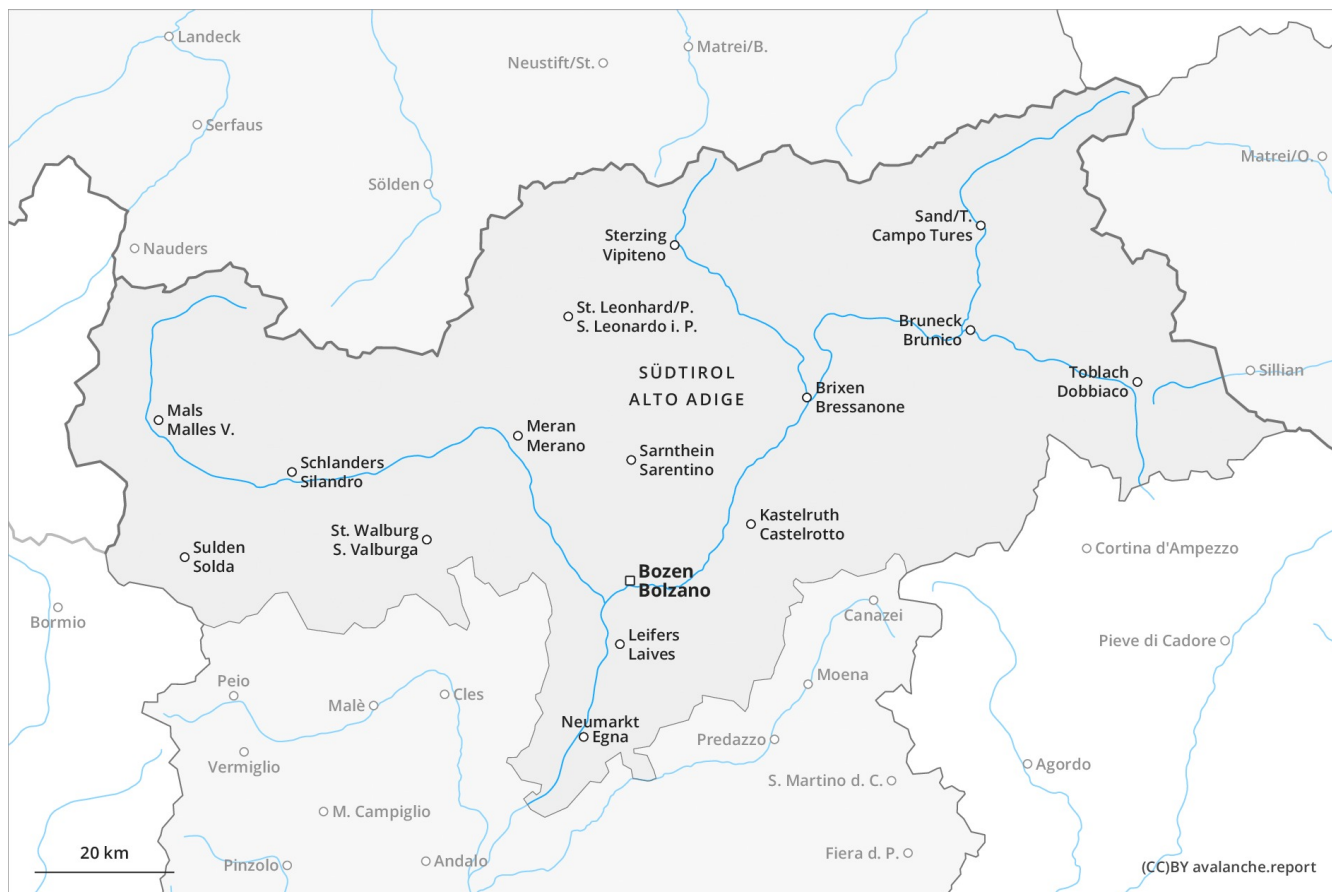 Landeck
Matrei/B.
Neustift/St.
Serfaus
Matrei/O.
Sölden
Sand/T.
Campo Tures
Sterzing
Vipiteno
Nauders
St. Leonhard/P.
S. Leonardo i. P.
Bruneck
Brunico
SÜDTIROL
ALTO ADIGE
Toblach
Dobbiaco
Sillian
Brixen
Bressanone
Mals
Malles V.
Meran
Merano
Sarnthein
Sarentino
Schlanders
Silandro
Kastelruth
Castelrotto
St. Walburg
S. Valburga
Sulden
Solda
Cortina d'Ampezzo
Bozen
Bolzano
Bormio
Canazei
Leifers
Laives
Pieve di Cadore
Moena
Peio
Malè
Cles
Neumarkt
Egna
Predazzo
Vermiglio
Agordo
S. Martino d. C.
M. Campiglio
20 km
Pinzolo
Andalo
Fiera d. P.
(CC)BY avalanche.report